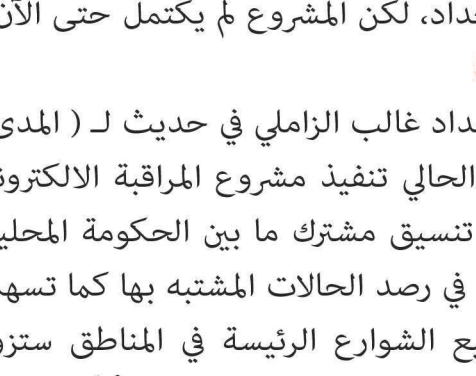 داد، لكن المشروع لم يكتمل حتى الآن
داد غالب الزاملي في حديث لـ ( المدى
الحالي تنفيذ مشروع المراقبة الالكترون
تنسيق مشترك ما بين الحكومة المحلي
في رصد الحالات المشتبه بها كما تسه
ع الشوارع الرئيسة في المناطق ستزو